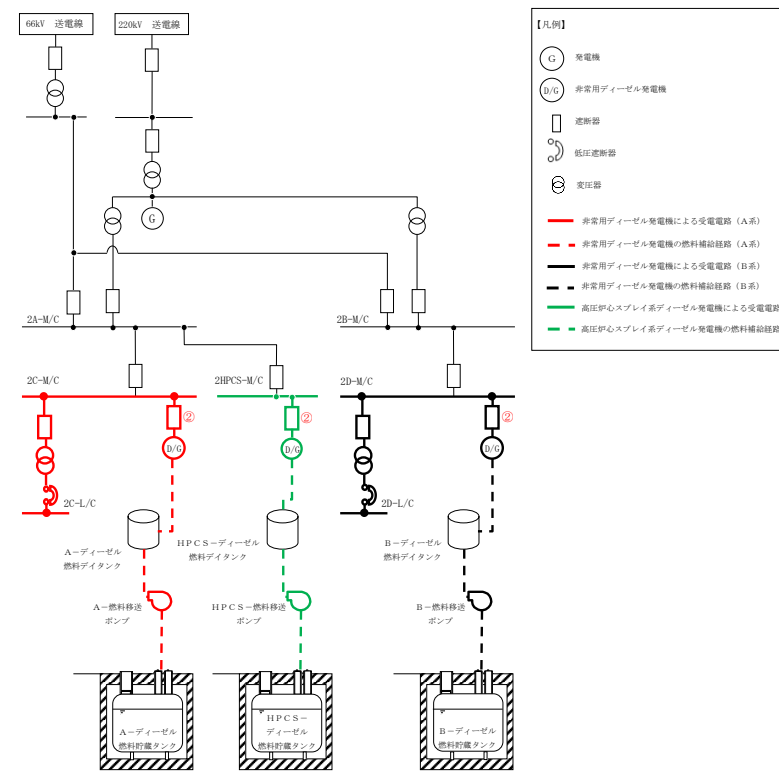 66kV 送電線
220kV 送電線
G
2A-M/C
2B-M/C
2C-M/C
2HPCS-M/C
2D-M/C
②
②
②
D/G
D/G
D/G
2C-L/C
2D-L/C
A-ディーゼル
燃料デイタンク
HPCS-ディーゼル
燃料デイタンク
B-ディーゼル
燃料デイタンク
A-燃料移送
ポンプ
HPCS-燃料移送
ポンプ
B-燃料移送
ポンプ
A-ディーゼル
燃料貯蔵タンク
HPCS-
ディーゼル
燃料貯蔵タンク
B-ディーゼル
燃料貯蔵タンク
【凡例】
G 発電機
D/G 非常用ディーゼル発電機
遮断器
低圧遮断器
変圧器
非常用ディーゼル発電機による受電電路（A系）
非常用ディーゼル発電機の燃料補給経路（A系）
非常用ディーゼル発電機による受電電路（B系）
非常用ディーゼル発電機の燃料補給経路（B系）
高圧炉心スプレイ系ディーゼル発電機による受電電路
高圧炉心スプレイ系ディーゼル発電機の燃料補給経路